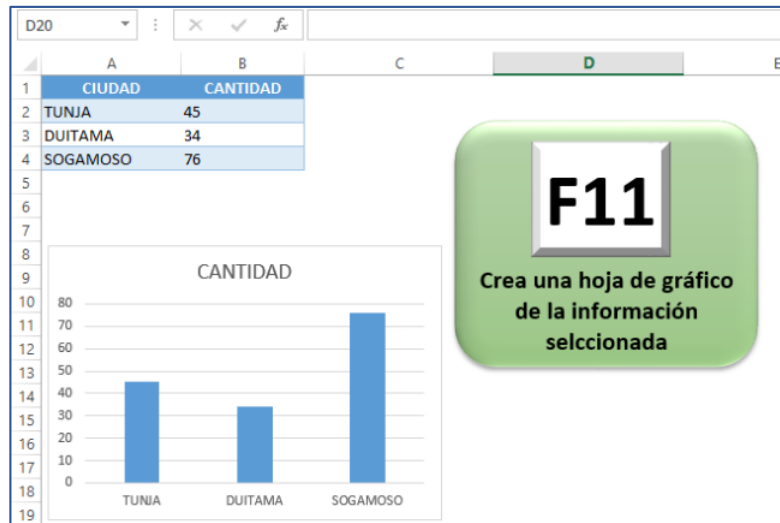 D20
fx
A B C D E
1 CIUDAD CANTIDAD
2 TUNJA 45
3 DUITAMA 34
4 SOGAMOSO 76
5
6
7
8
9
10
11
12
13
14
15
16
17
18
19
F11
Crea una hoja de gráfico
de la información
selccionada
CANTIDAD
80
70
60
50
40
30
20
10
0
TUNJA DUITAMA SOGAMOSO